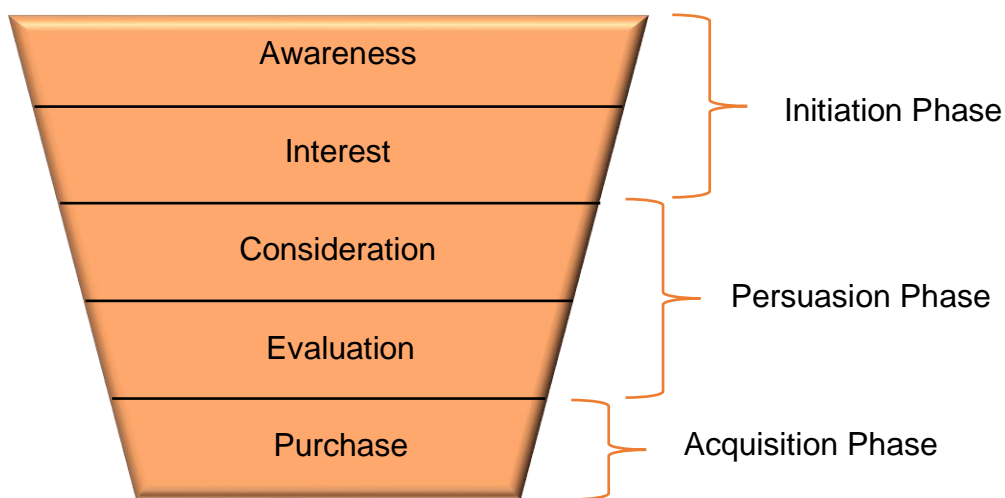 Awareness
Interest
Initiation Phase
Consideration
Evaluation
Persuasion Phase
Purchase
Acquisition Phase